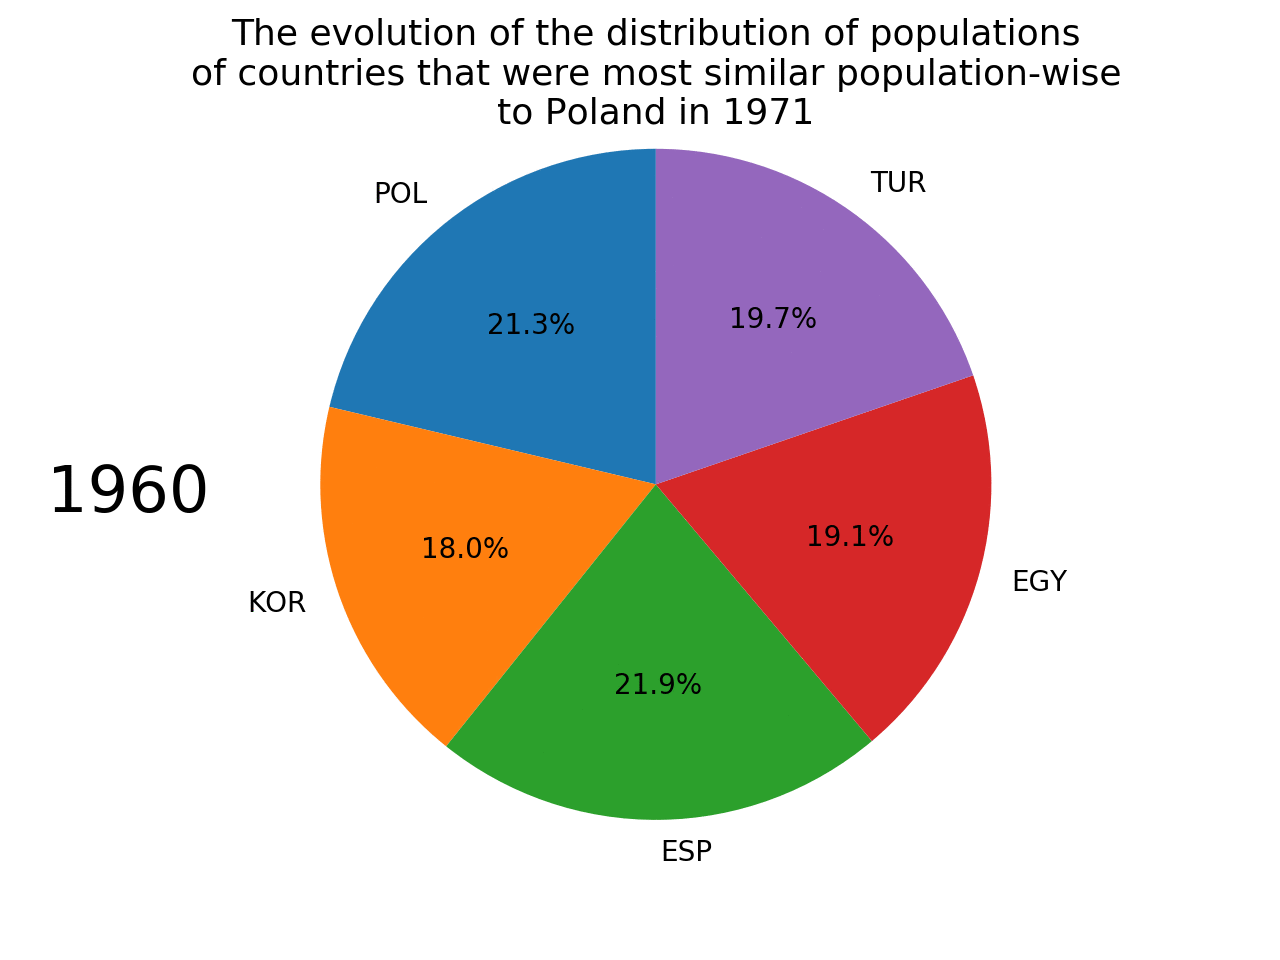 The evolution of the distribution of populations
of countries that were most similar population-wise
to Poland in 1971
POL
TUR
21.3%
19.7%
1960
18.0%
19.1%
KOR
EGY
21.9%
ESP